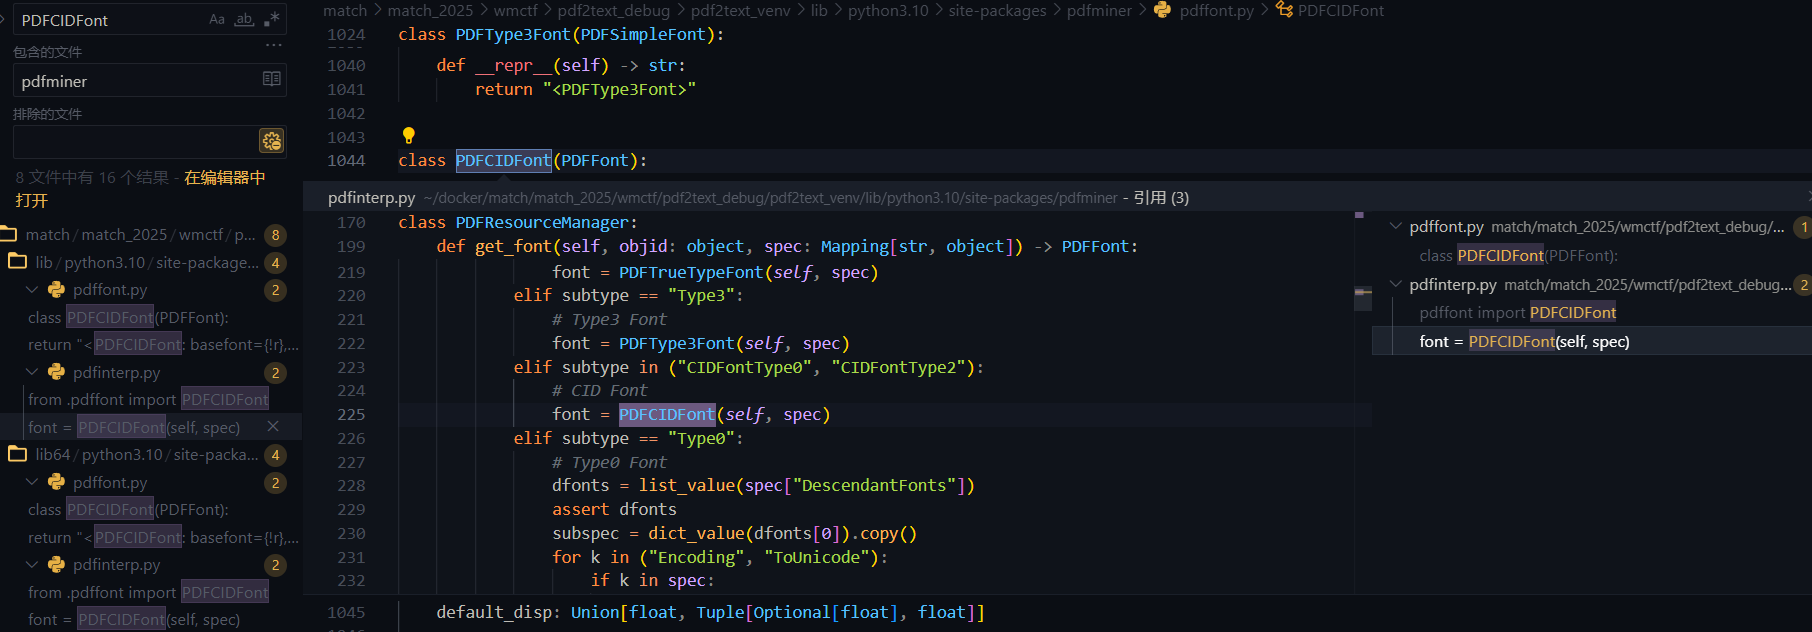 PDFCIDFont
Aa ab .*
...
包含的文件
pdfminer
排除的文件
8 文件中有 16 个结果 - 在编辑器中
打开
match / match_2025 / wmctf / p... 8
lib / python3.10 / site-package... 4
pdffont.py 2
class PDFCIDFont(PDFFont):
return "<PDFCIDFont: basefont={!r},...
pdfinterp.py 2
from .pdffont import PDFCIDFont
font = PDFCIDFont(self, spec)
lib64 / python3.10 / site-packa... 4
pdffont.py 2
class PDFCIDFont(PDFFont):
return "<PDFCIDFont: basefont={!r},...
pdfinterp.py 2
from .pdffont import PDFCIDFont
font = PDFCIDFont(self, spec)
match > match_2025 > wmctf > pdf2text_debug > pdf2text_venv > lib > python3.10 > site-packages > pdfminer > pdffont.py > PDFCIDFont
1024 class PDFType3Font(PDFSimpleFont):
1040 def __repr__(self) -> str:
1041 return "<PDFType3Font>"
1042
1043
1044 class PDFCIDFont(PDFFont):
pdfinterp.py ~/docker/match/match_2025/wmctf/pdf2text_debug/pdf2text_venv/lib/python3.10/site-packages/pdfminer - 引用 (3)
170 class PDFResourceManager:
199 def get_font(self, objid: object, spec: Mapping[str, object]) -> PDFFont:
219 font = PDFTrueTypeFont(self, spec)
220 elif subtype == "Type3":
221 # Type3 Font
222 font = PDFType3Font(self, spec)
223 elif subtype in ("CIDFontType0", "CIDFontType2"):
224 # CID Font
225 font = PDFCIDFont(self, spec)
226 elif subtype == "Type0":
227 # Type0 Font
228 dfonts = list_value(spec["DescendantFonts"])
229 assert dfonts
230 subspec = dict_value(dfonts[0]).copy()
231 for k in ("Encoding", "ToUnicode"):
232 if k in spec:
pdffont.py match/match_2025/wmctf/pdf2text_debug/... 1
class PDFCIDFont(PDFFont):
pdfinterp.py match/match_2025/wmctf/pdf2text_debug... 2
pdffont import PDFCIDFont
font = PDFCIDFont(self, spec)
1045 default_disp: Union[float, Tuple[Optional[float], float]]